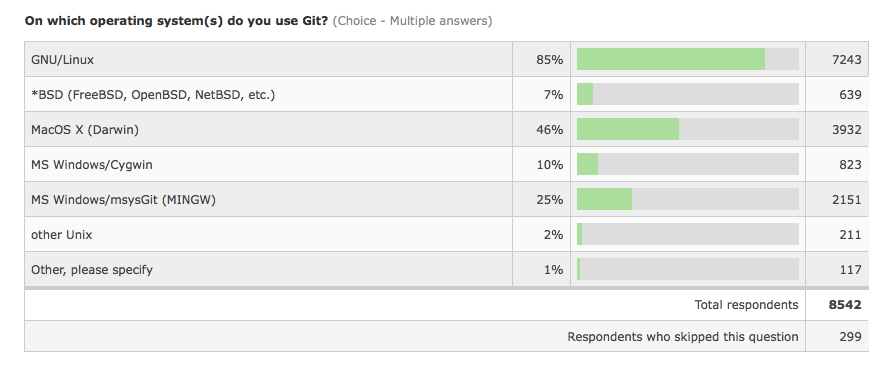 On which operating system(s) do you use Git? (Choice - Multiple answers)
GNU/Linux 85% 7243
*BSD (FreeBSD, OpenBSD, NetBSD, etc.) 7% 639
MacOS X (Darwin) 46% 3932
MS Windows/Cygwin 10% 823
MS Windows/msysGit (MINGW) 25% 2151
other Unix 2% 211
Other, please specify 1% 117
Total respondents 8542
Respondents who skipped this question 299